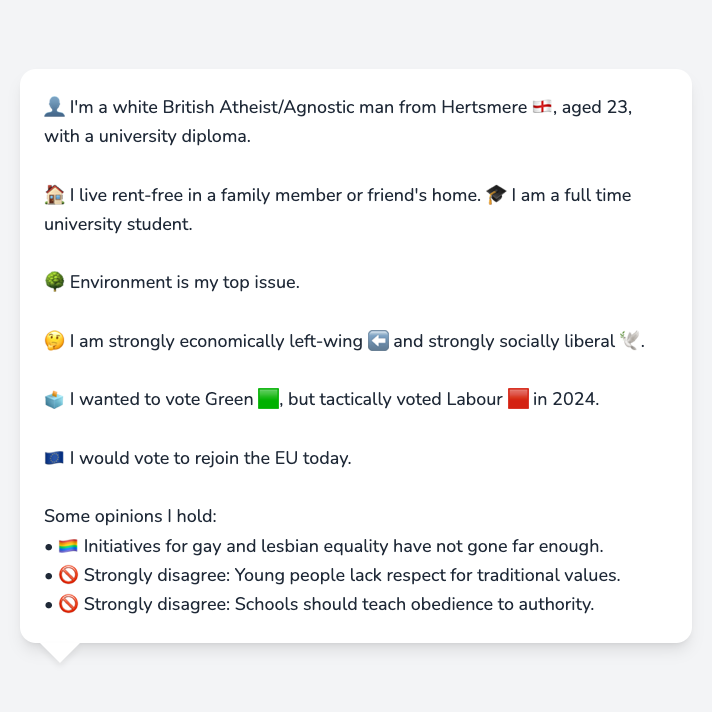 👤 I'm a white British Atheist/Agnostic man from Hertsmere 🏴󠁧󠁢󠁥󠁮󠁧󠁿, aged 23,
with a university diploma.
🏠 I live rent-free in a family member or friend's home. 🎓 I am a full time
university student.
🌳 Environment is my top issue.
🤔 I am strongly economically left-wing ⬅️ and strongly socially liberal 🕊️.
🗳️ I wanted to vote Green 🟩, but tactically voted Labour 🟥 in 2024.
🇪🇺 I would vote to rejoin the EU today.
Some opinions I hold:
• 🏳️‍🌈 Initiatives for gay and lesbian equality have not gone far enough.
• 🚫 Strongly disagree: Young people lack respect for traditional values.
• 🚫 Strongly disagree: Schools should teach obedience to authority.